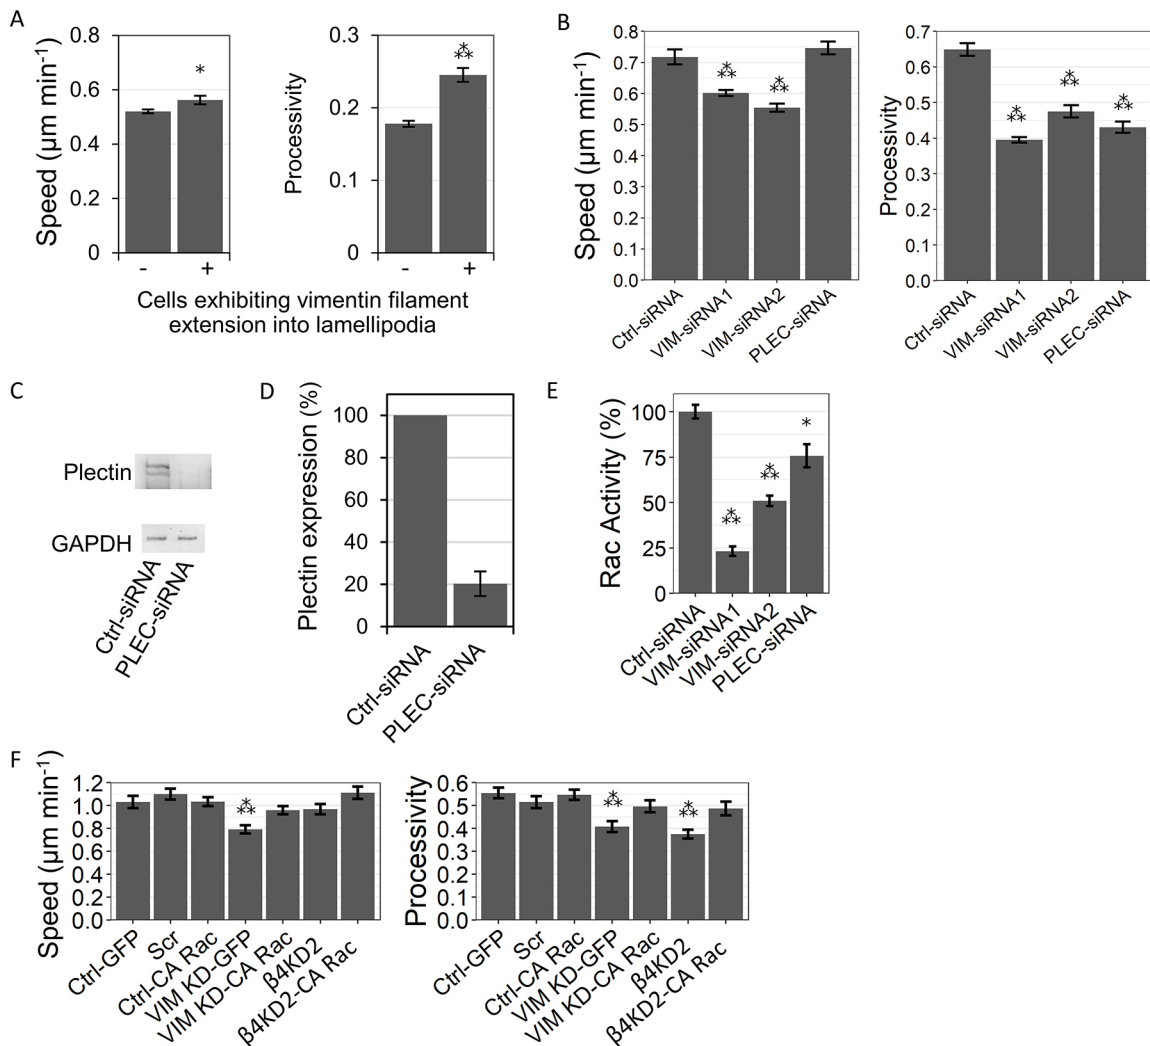 A
Speed (µm min⁻¹)
0.8
0.6
0.4
0.2
0
*
-
+
Processivity
0.3
0.2
0.1
0
⁂
-
+
Cells exhibiting vimentin filament
extension into lamellipodia
B
Speed (µm min⁻¹)
0.8
0.7
0.6
0.5
0.4
0.3
0.2
0.1
0.0
⁂
⁂
Ctrl-siRNA
VIM-siRNA1
VIM-siRNA2
PLEC-siRNA
Processivity
0.7
0.6
0.5
0.4
0.3
0.2
0.1
0.0
⁂
⁂
⁂
Ctrl-siRNA
VIM-siRNA1
VIM-siRNA2
PLEC-siRNA
C
Plectin
GAPDH
Ctrl-siRNA
PLEC-siRNA
D
Plectin expression (%)
100
80
60
40
20
0
Ctrl-siRNA
PLEC-siRNA
E
Rac Activity (%)
100
75
50
25
0
⁂
⁂
*
Ctrl-siRNA
VIM-siRNA1
VIM-siRNA2
PLEC-siRNA
F
Speed (µm min⁻¹)
1.2
1.0
0.8
0.6
0.4
0.2
0.0
⁂
Ctrl-GFP
Scr
Ctrl-CA Rac
VIM KD-GFP
VIM KD-CA Rac
β4KD2
β4KD2-CA Rac
Processivity
0.6
0.5
0.4
0.3
0.2
0.1
0.0
⁂
⁂
Ctrl-GFP
Scr
Ctrl-CA Rac
VIM KD-GFP
VIM KD-CA Rac
β4KD2
β4KD2-CA Rac